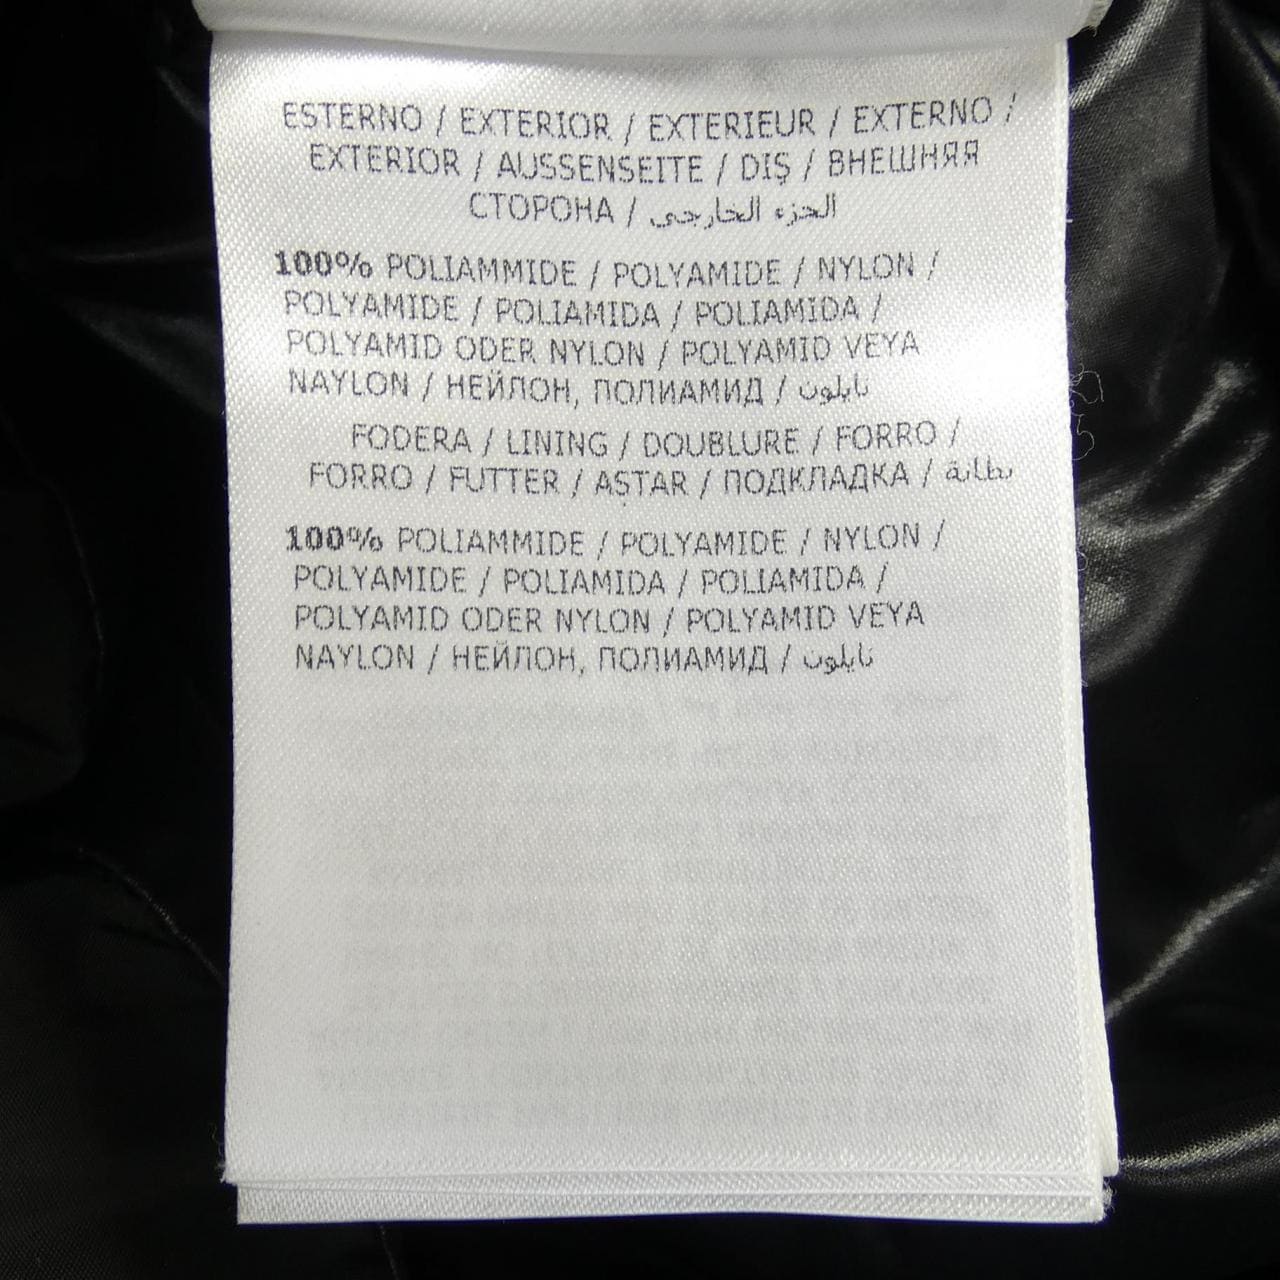 ESTERNO / EXTERIOR / EXTERIEUR / EXTERNO /
EXTERIOR / AUSSENSEITE / DIŞ / ВНЕШНЯЯ
СТОРОНА / الجزء الخارجي
100% POLIAMMIDE / POLYAMIDE / NYLON /
POLYAMIDE / POLIAMIDA / POLIAMIDA /
POLYAMID ODER NYLON / POLYAMID VEYA
NAYLON / НЕЙЛОН, ПОЛИАМИД / نايلون
FODERA / LINING / DOUBLURE / FORRO /
FORRO / FUTTER / ASTAR / ПОДКЛАДКА / بطانة
100% POLIAMMIDE / POLYAMIDE / NYLON /
POLYAMIDE / POLIAMIDA / POLIAMIDA /
POLYAMID ODER NYLON / POLYAMID VEYA
NAYLON / НЕЙЛОН, ПОЛИАМИД / نايلون